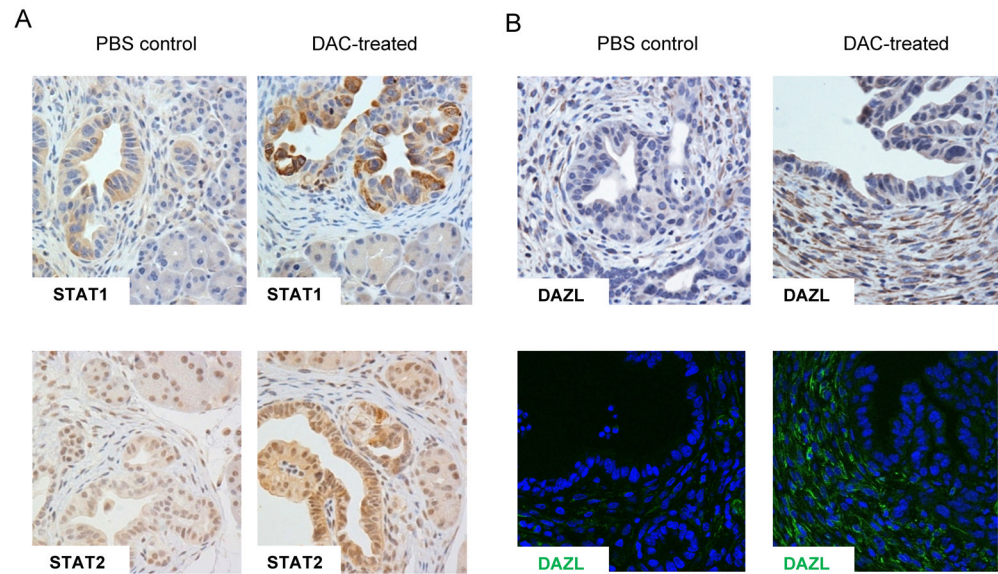 A
B
PBS control
DAC-treated
PBS control
DAC-treated
STAT1
STAT1
DAZL
DAZL
STAT2
STAT2
DAZL
DAZL